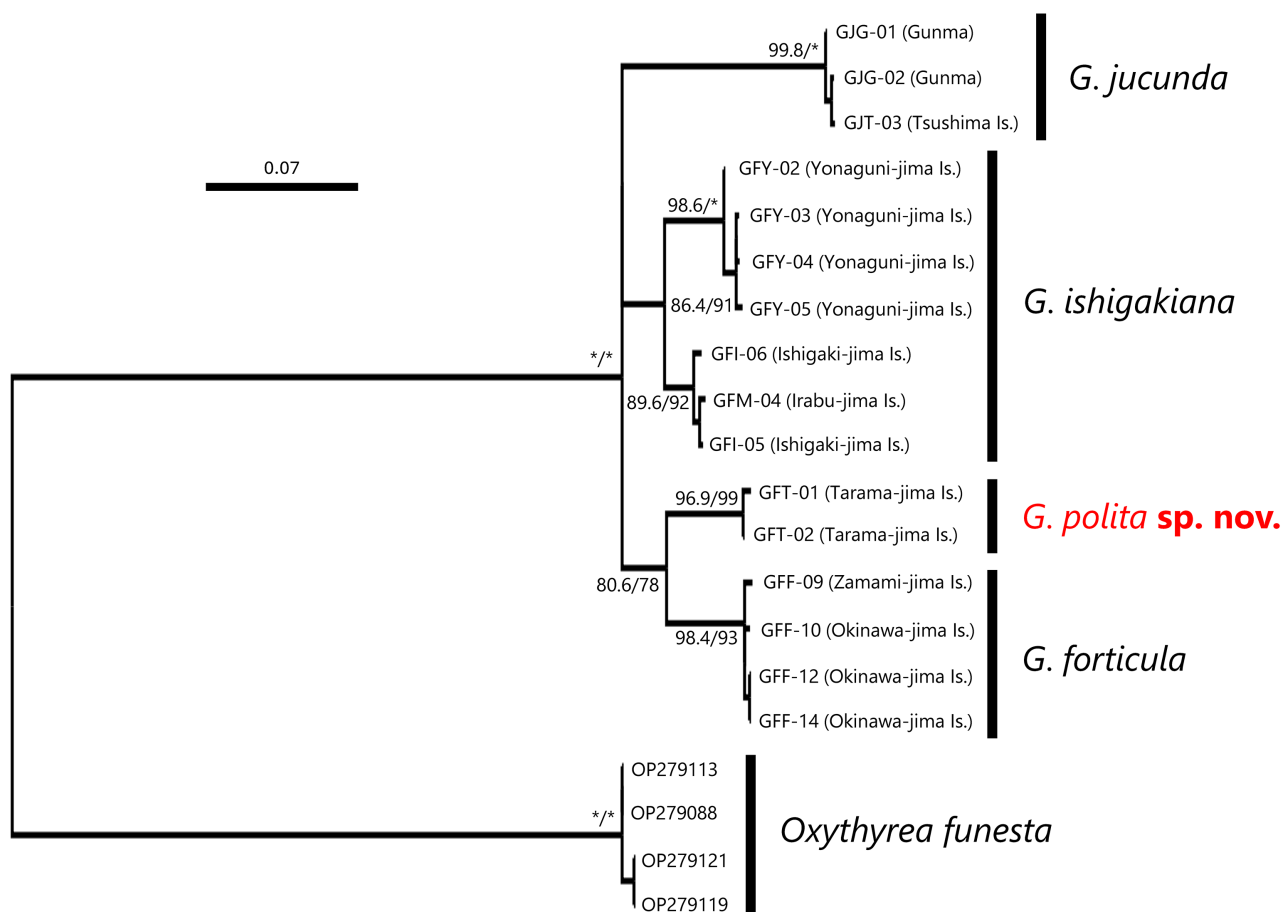 GJG-01 (Gunma)
99.8/*
GJG-02 (Gunma)
G. jucunda
GJT-03 (Tsushima Is.)
0.07
GFY-02 (Yonaguni-jima Is.)
98.6/*
GFY-03 (Yonaguni-jima Is.)
GFY-04 (Yonaguni-jima Is.)
86.4/91
GFY-05 (Yonaguni-jima Is.)
G. ishigakiana
*/*
GFI-06 (Ishigaki-jima Is.)
89.6/92
GFM-04 (Irabu-jima Is.)
GFI-05 (Ishigaki-jima Is.)
96.9/99
GFT-01 (Tarama-jima Is.)
GFT-02 (Tarama-jima Is.)
G. polita sp. nov.
80.6/78
GFF-09 (Zamami-jima Is.)
98.4/93
GFF-10 (Okinawa-jima Is.)
GFF-12 (Okinawa-jima Is.)
GFF-14 (Okinawa-jima Is.)
G. forticula
OP279113
*/*
OP279088
OP279121
OP279119
Oxythyrea funesta